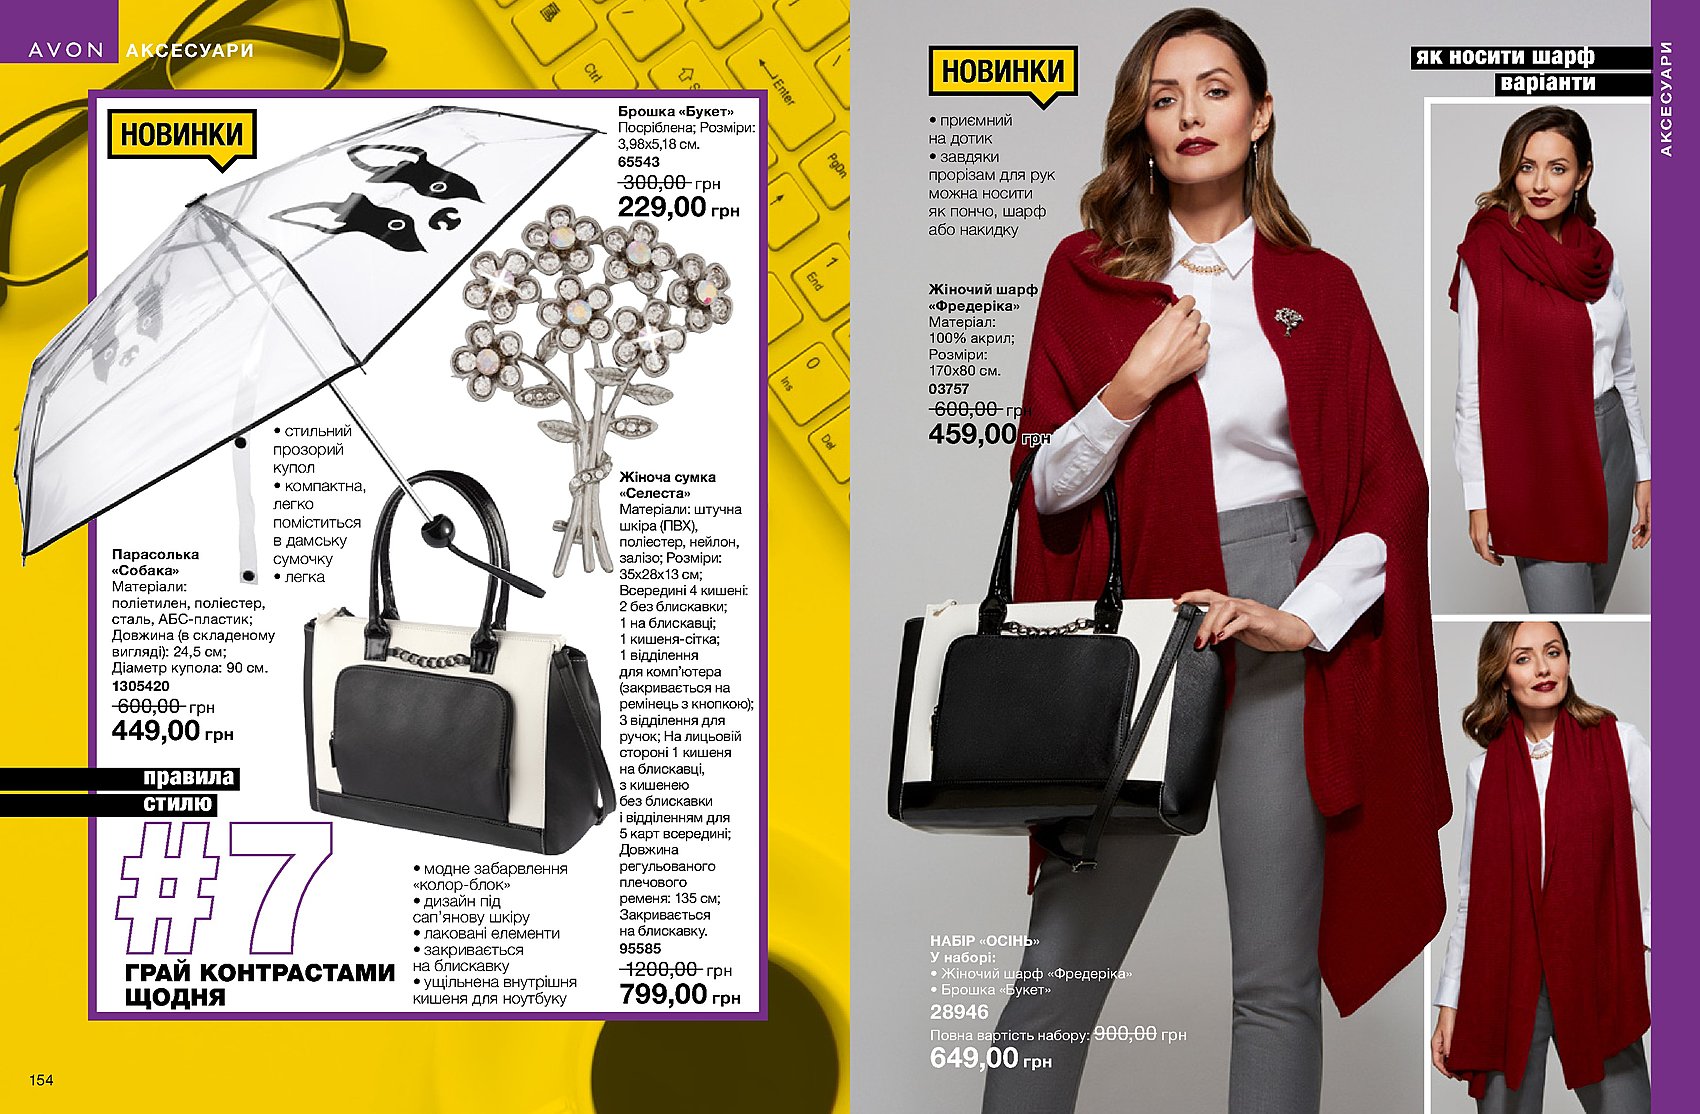 AVON АКСЕСУАРИ
НОВИНКИ
Брошка «Букет»
Посріблена; Розміри:
3,98х5,18 см.
65543
300,00 грн
229,00 грн
• стильний
прозорий
купол
• компактна,
легко
поміститься
в дамську
сумочку
• легка
Парасолька
«Собака»
Матеріали:
поліетилен, поліестер,
сталь, АБС-пластик;
Довжина (в складеному
вигляді): 24,5 см;
Діаметр купола: 90 см.
1305420
600,00 грн
449,00 грн
Жіноча сумка
«Селеста»
Матеріали: штучна
шкіра (ПВХ),
поліестер, нейлон,
залізо; Розміри:
35х28х13 см;
Всередині 4 кишені:
2 без блискавки;
1 на блискавці;
1 кишеня-сітка;
1 відділення
для комп'ютера
(закривається на
ремінець з кнопкою);
3 відділення для
ручок; На лицьовій
стороні 1 кишеня
на блискавці,
з кишенею
без блискавки
і відділенням для
5 карт всередині;
Довжина
регульованого
плечового
ременя: 135 см;
Закривається
на блискавку.
95585
1200,00 грн
799,00 грн
правила
стилю
#7
ГРАЙ КОНТРАСТАМИ
ЩОДНЯ
• модне забарвлення
«колор-блок»
• дизайн під
сап'янову шкіру
• лаковані елементи
• закривається
на блискавку
• ущільнена внутрішня
кишеня для ноутбуку
154
Ctrl
Enter
PgDn
1
End
0
Ins
Del
НОВИНКИ
• приємний
на дотик
• завдяки
прорізам для рук
можна носити
як пончо, шарф
або накидку
Жіночий шарф
«Фредеріка»
Матеріал:
100% акрил;
Розміри:
170х80 см.
03757
600,00 грн
459,00 грн
як носити шарф
варіанти
АКСЕСУАРИ
НАБІР «ОСІНЬ»
У наборі:
• Жіночий шарф «Фредеріка»
• Брошка «Букет»
28946
Повна вартість набору: 900,00 грн
649,00 грн